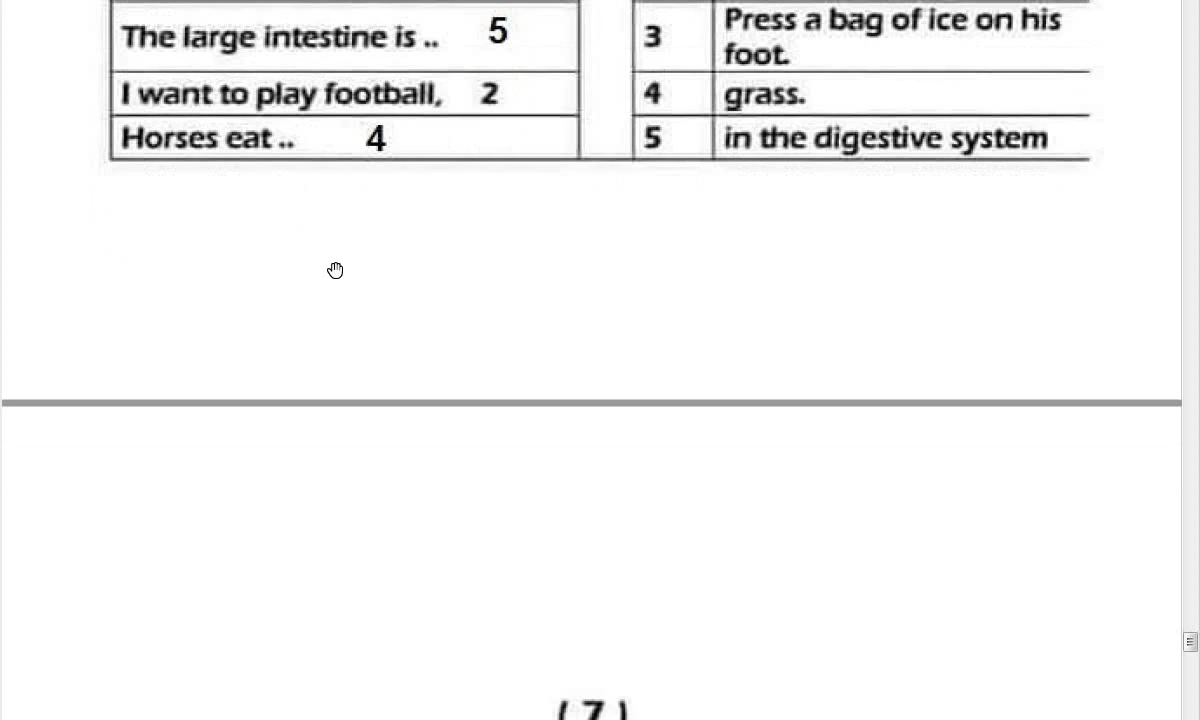 The large intestine is .. 5
3 Press a bag of ice on his
foot.
I want to play football, 2
4 grass.
Horses eat .. 4
5 in the digestive system
( 7 )